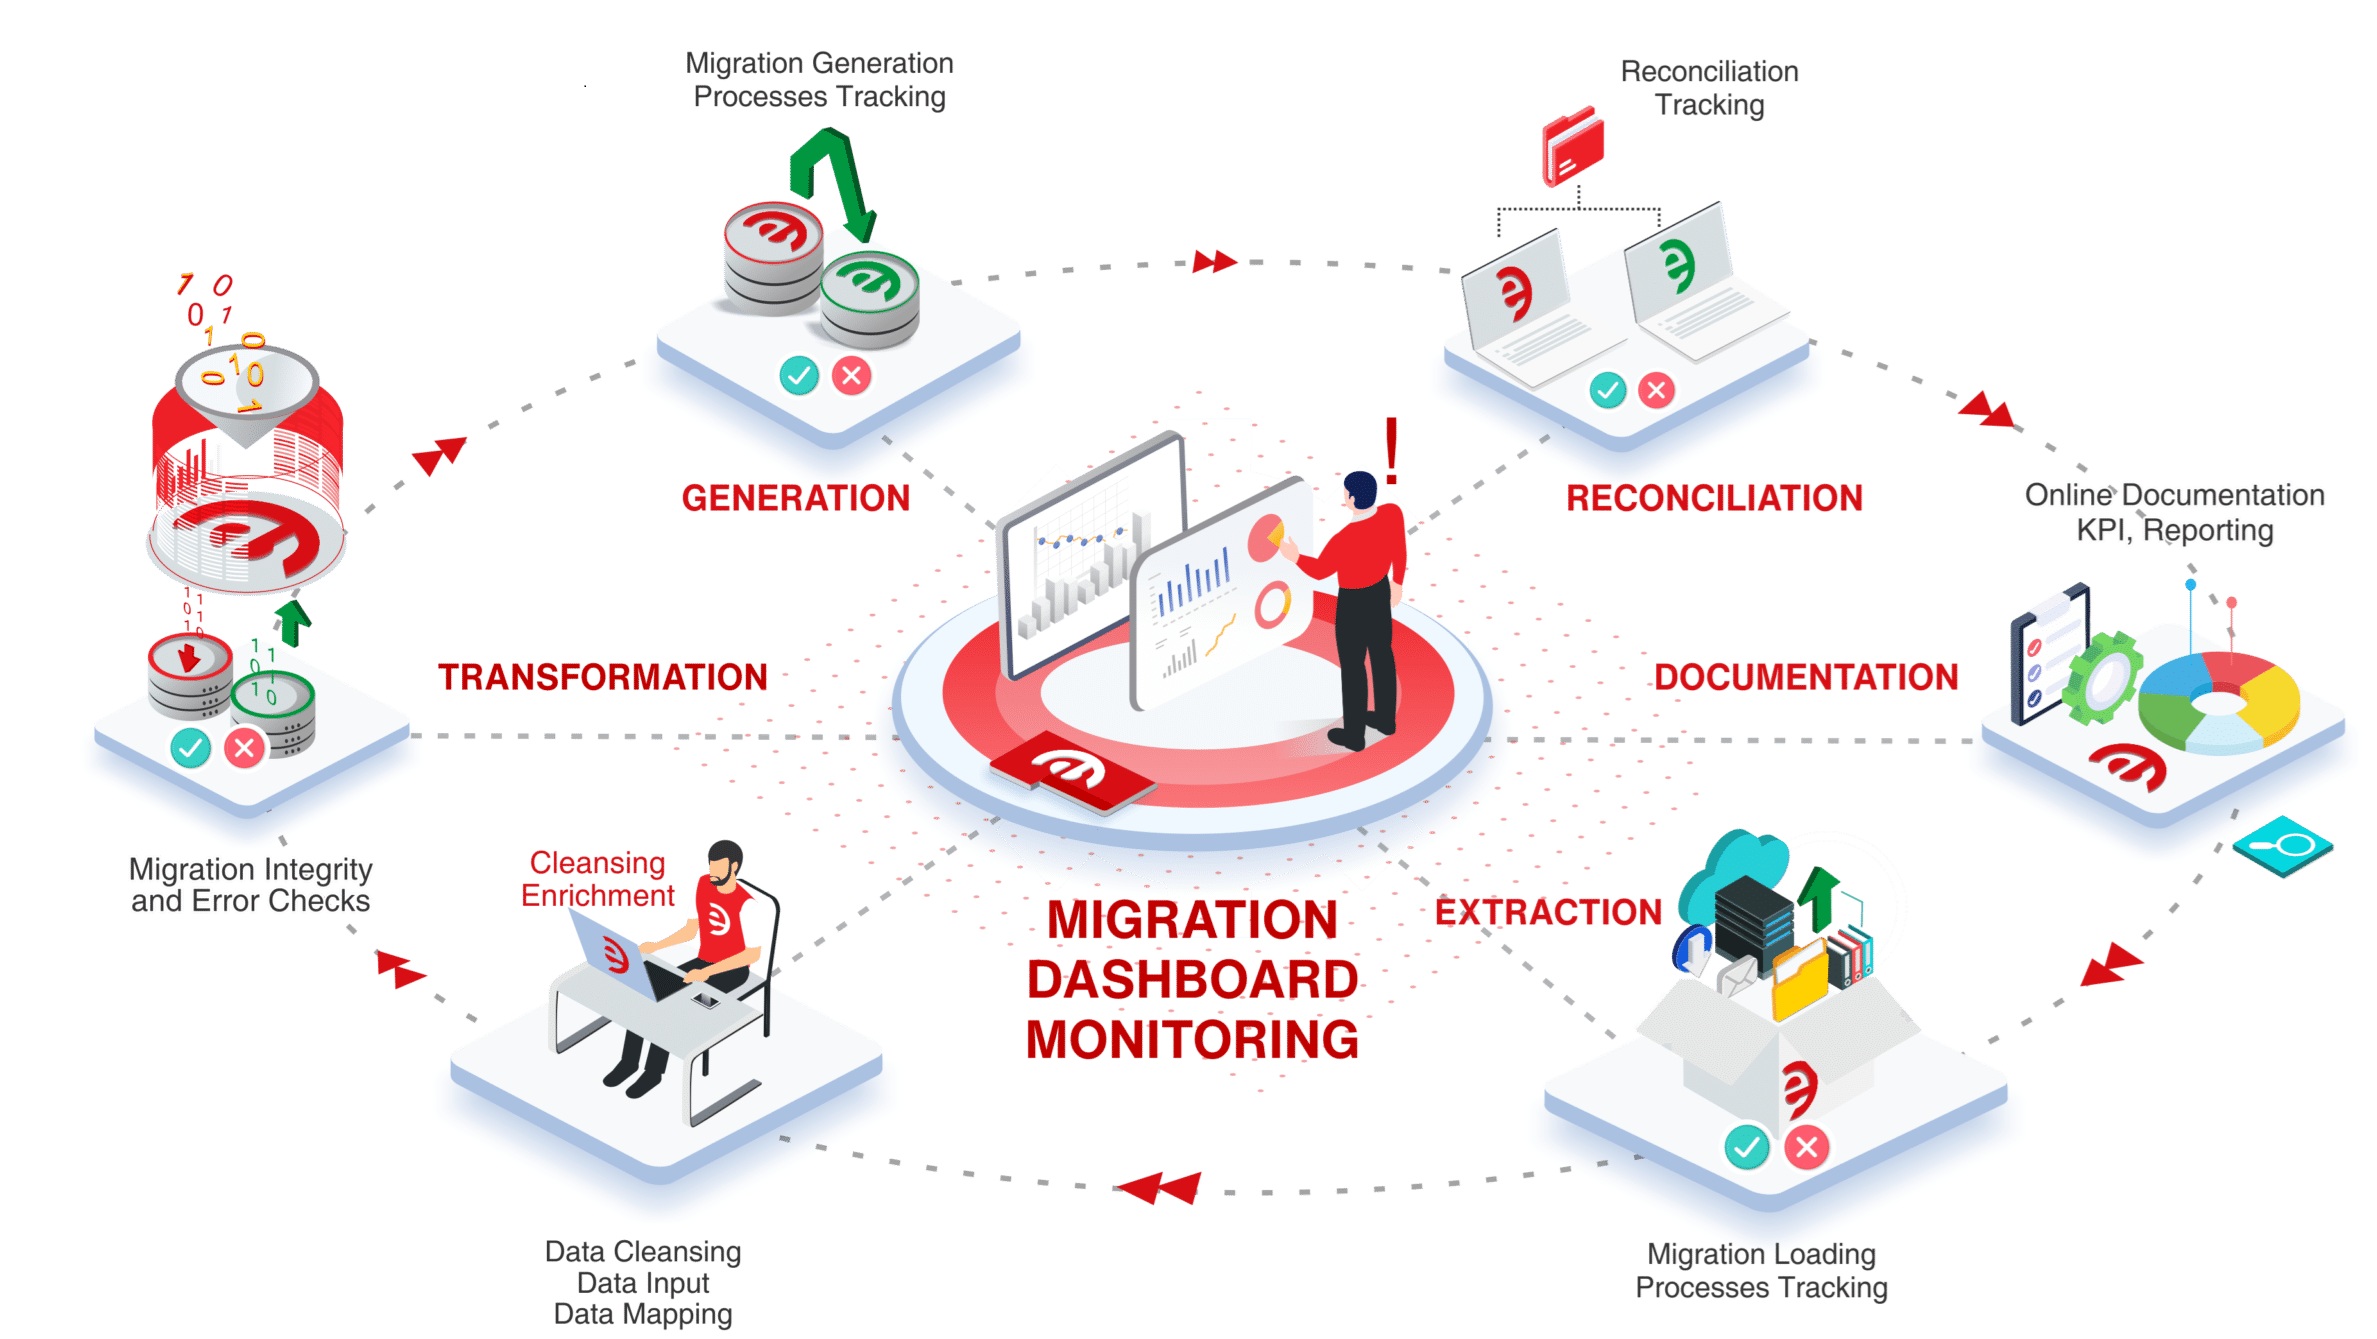 Migration Generation
Processes Tracking
Reconciliation
Tracking
GENERATION
RECONCILIATION
Online Documentation
KPI, Reporting
TRANSFORMATION
DOCUMENTATION
Migration Integrity
and Error Checks
Cleansing
Enrichment
EXTRACTION
MIGRATION
DASHBOARD
MONITORING
Data Cleansing
Data Input
Data Mapping
Migration Loading
Processes Tracking